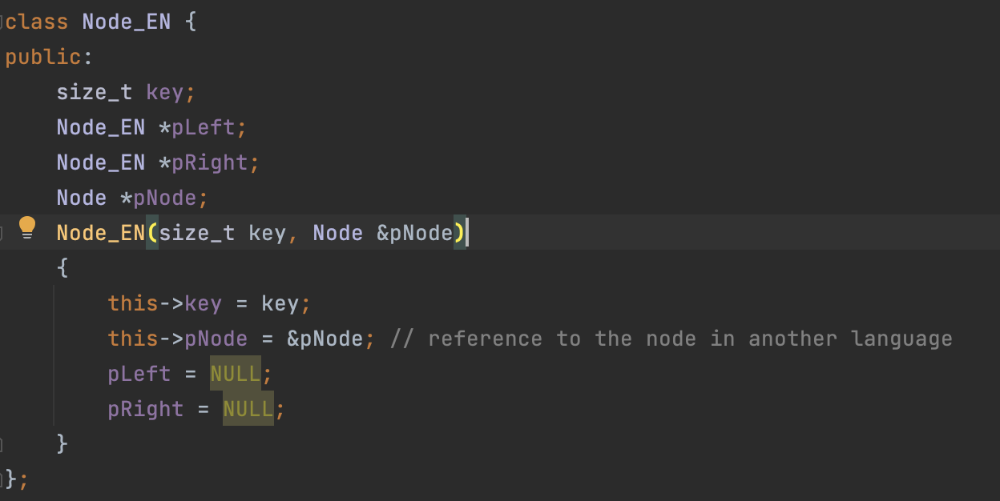 class Node_EN {
public:
    size_t key;
    Node_EN *pLeft;
    Node_EN *pRight;
    Node *pNode;
    Node_EN(size_t key, Node &pNode)
    {
        this->key = key;
        this->pNode = &pNode; // reference to the node in another language
        pLeft = NULL;
        pRight = NULL;
    }
};